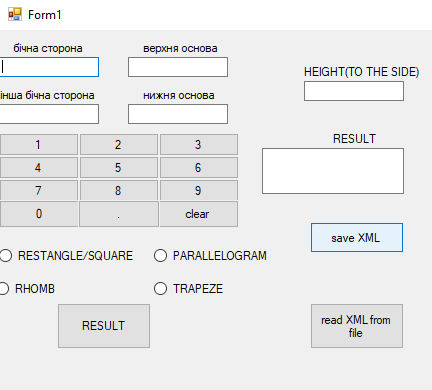 Form1
бічна сторона
верхня основа
HEIGHT(TO THE SIDE)
інша бічна сторона
нижня основа
RESULT
1 2 3
4 5 6
7 8 9
0 . clear
save XML
RESTANGLE/SQUARE
PARALLELOGRAM
RHOMB
TRAPEZE
RESULT
read XML from
file